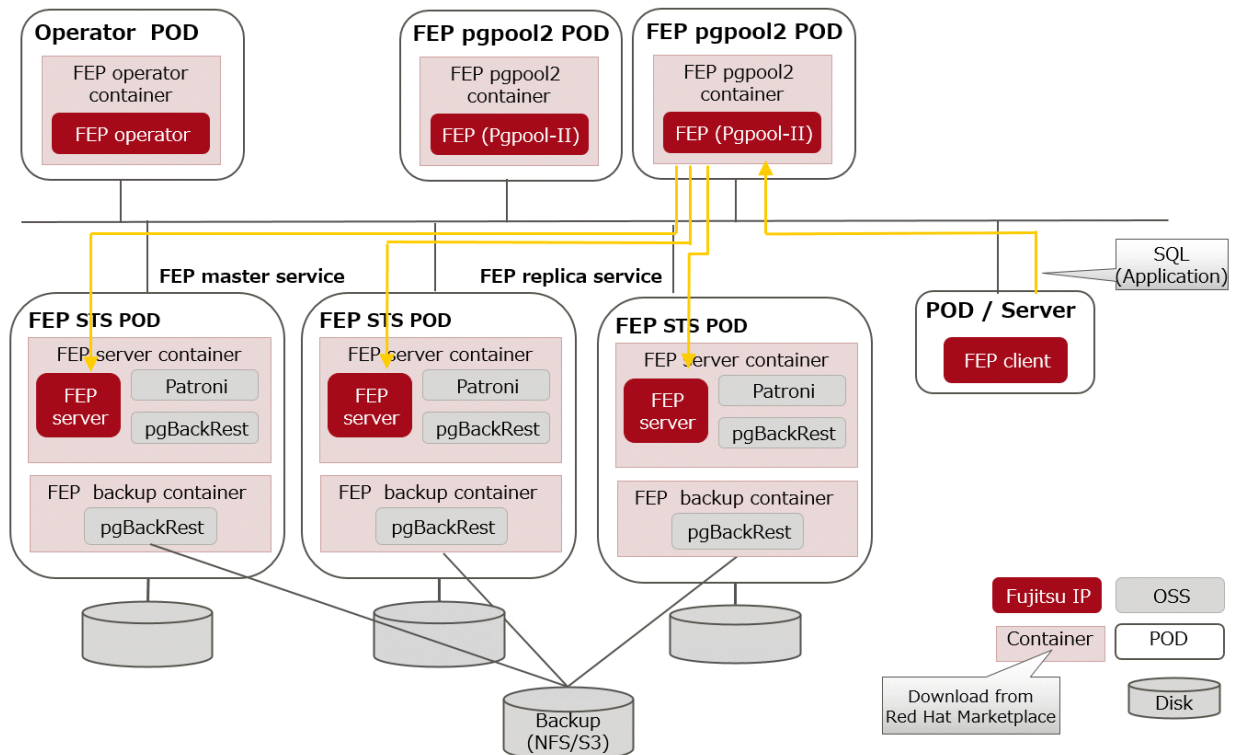 Operator POD
FEP operator
container
FEP operator
FEP pgpool2 POD
FEP pgpool2
container
FEP (Pgpool-II)
FEP pgpool2 POD
FEP pgpool2
container
FEP (Pgpool-II)
FEP master service
FEP replica service
SQL
(Application)
FEP STS POD
FEP server container
FEP
server
Patroni
pgBackRest
FEP backup container
pgBackRest
FEP STS POD
FEP server container
FEP
server
Patroni
pgBackRest
FEP backup container
pgBackRest
FEP STS POD
FEP server container
FEP
server
Patroni
pgBackRest
FEP backup container
pgBackRest
POD / Server
FEP client
Backup
(NFS/S3)
Fujitsu IP
OSS
Container
POD
Download from
Red Hat Marketplace
Disk